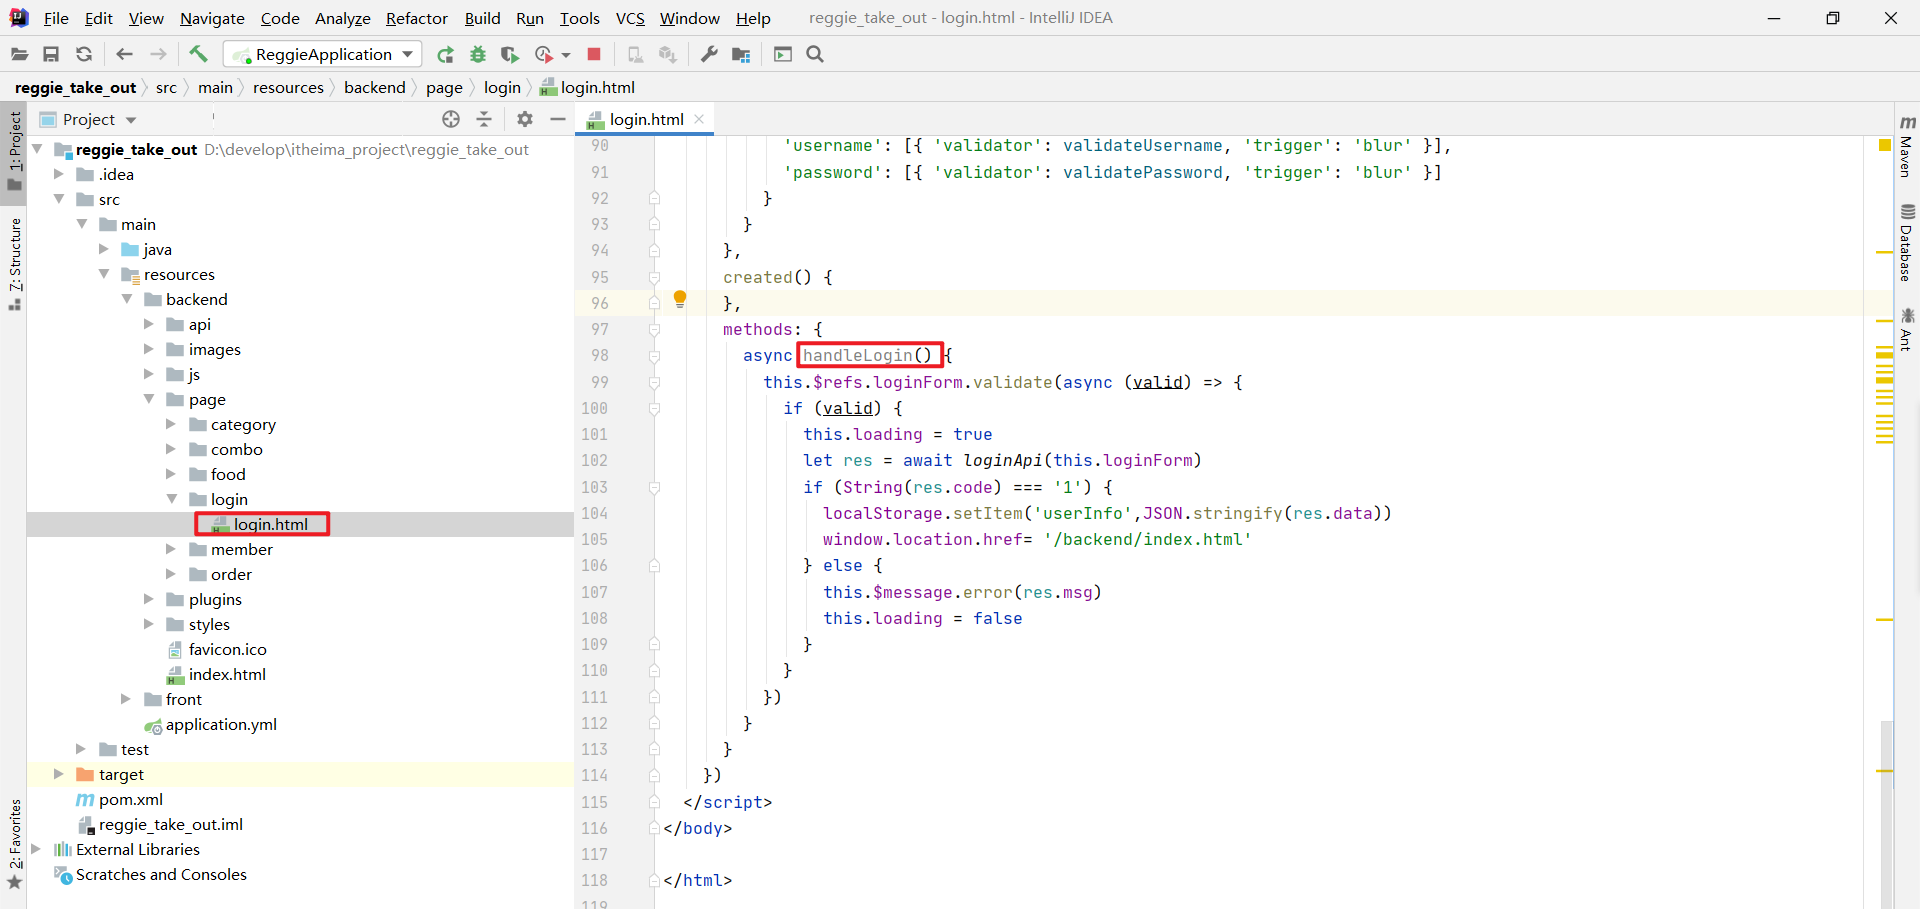 File Edit View Navigate Code Analyze Refactor Build Run Tools VCS Window Help reggie_take_out - login.html - IntelliJ IDEA
ReggieApplication
reggie_take_out src main resources backend page login login.html
1: Project
7: Structure
2: Favorites
Project
reggie_take_out D:\develop\itheima_project\reggie_take_out
.idea
src
main
java
resources
backend
api
images
js
page
category
combo
food
login
login.html
member
order
plugins
styles
favicon.ico
index.html
front
application.yml
test
target
pom.xml
reggie_take_out.iml
External Libraries
Scratches and Consoles
login.html
90 'username': [{ 'validator': validateUsername, 'trigger': 'blur' }],
91 'password': [{ 'validator': validatePassword, 'trigger': 'blur' }]
92 }
93 }
94 },
95 created() {
96 },
97 methods: {
98 async handleLogin() {
99 this.$refs.loginForm.validate(async (valid) => {
100 if (valid) {
101 this.loading = true
102 let res = await loginApi(this.loginForm)
103 if (String(res.code) === '1') {
104 localStorage.setItem('userInfo',JSON.stringify(res.data))
105 window.location.href= '/backend/index.html'
106 } else {
107 this.$message.error(res.msg)
108 this.loading = false
109 }
110 }
111 })
112 }
113 }
114 })
115 </script>
116 </body>
117
118 </html>
119
Maven
Database
Ant